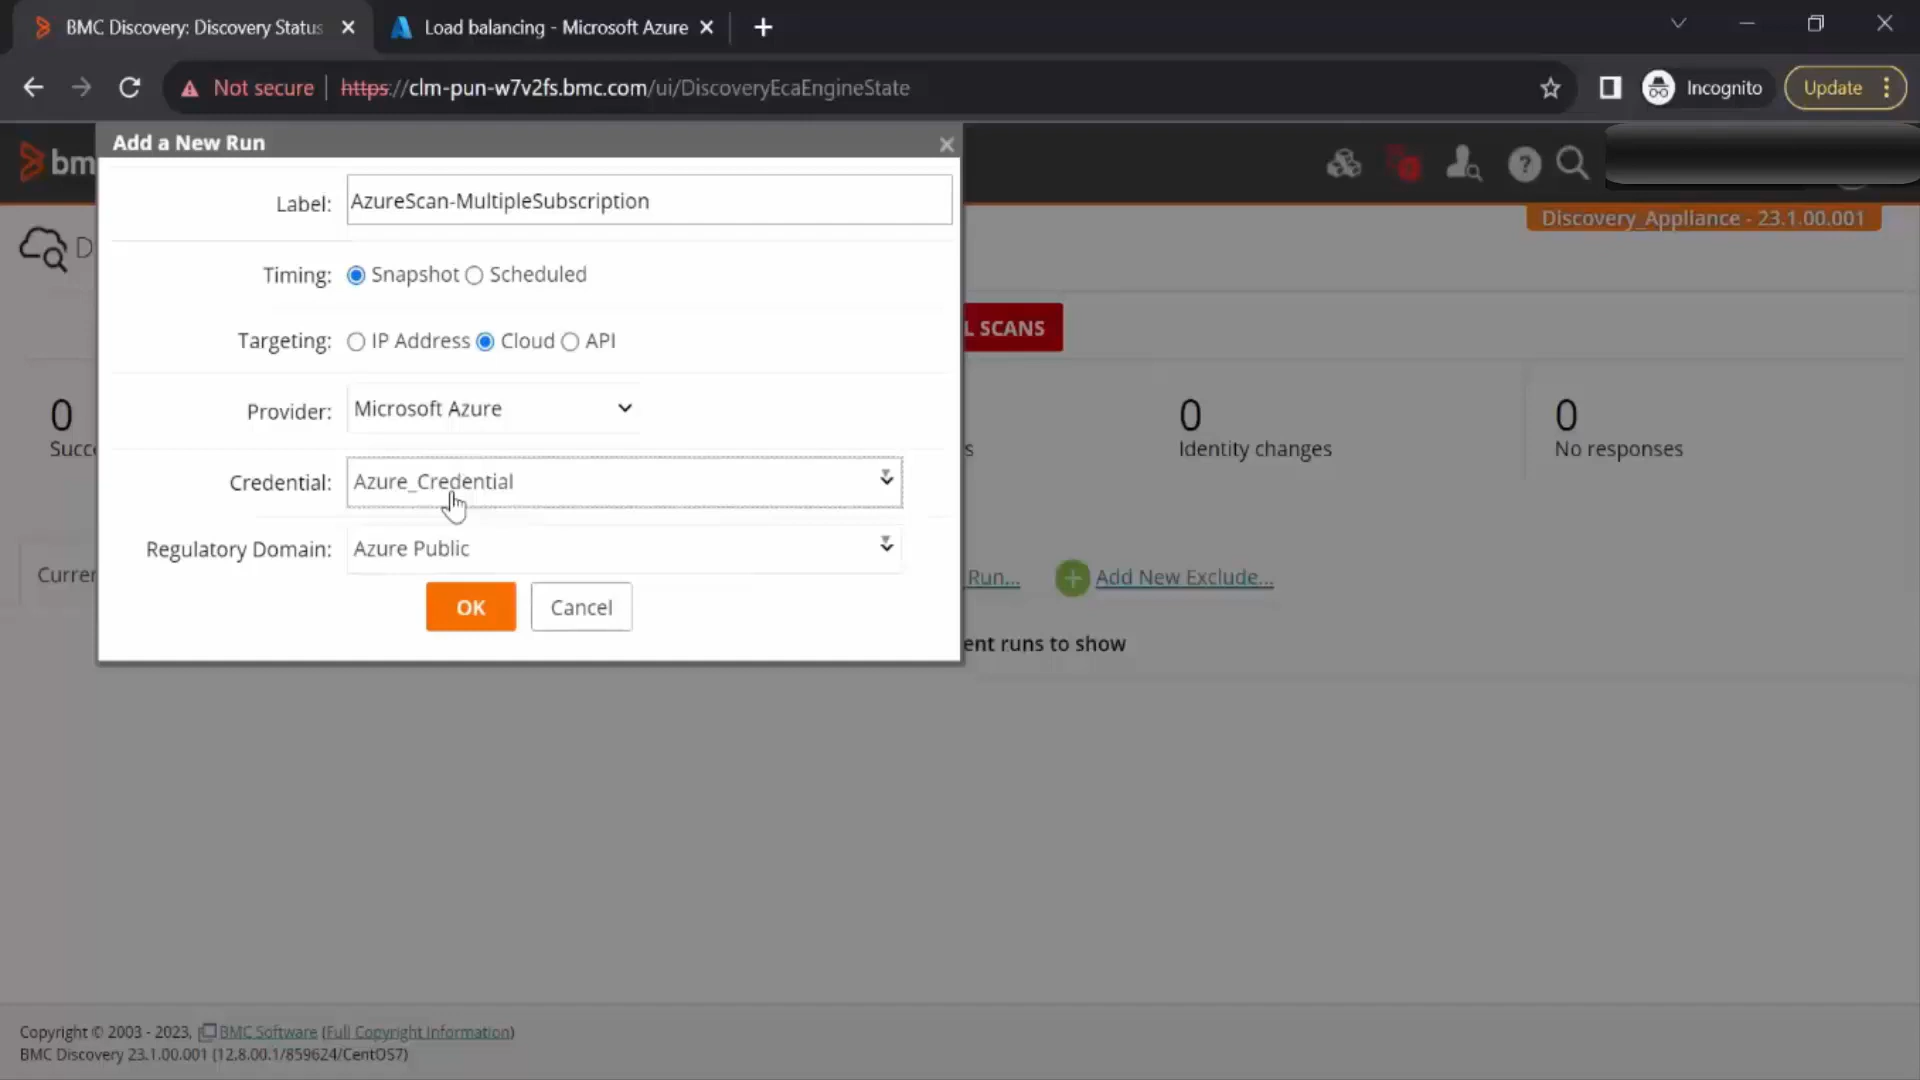 BMC Discovery: Discovery Status
Load balancing - Microsoft Azure
Not secure
https://clm-pun-w7v2fs.bmc.com/ui/DiscoveryEcaEngineState
Incognito
Update
Add a New Run
bm
Discovery_Appliance - 23.1.00.001
D
Label:
AzureScan-MultipleSubscription
Timing:
Snapshot
Scheduled
L SCANS
Targeting:
IP Address
Cloud
API
Provider:
Microsoft Azure
0
Succe
s
0
Identity changes
0
No responses
Credential:
Azure_Credential
Regulatory Domain:
Azure Public
Curren
Run...
Add New Exclude...
OK
Cancel
ent runs to show
Copyright © 2003 - 2023, BMC Software (Full Copyright Information)
BMC Discovery 23.1.00.001 (12.8.00.1/859624/CentOS7)